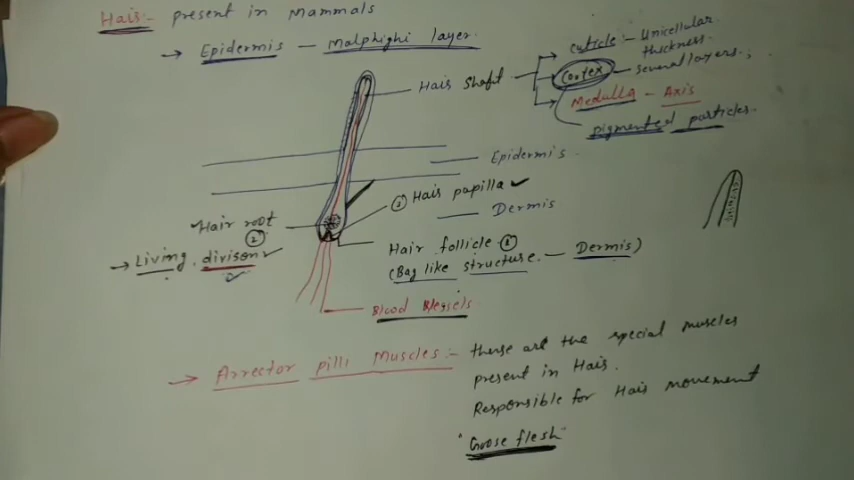 Hair:- present in Mammals
→ Epidermis - Malphighi layer.
Hair shaft
cuticle - Unicellular thickness.
Cortex - several layers;
Medulla - Axis
pigmented particles.
Epidermis.
① Hair papilla ✓
Dermis
Hair root
②
→ Living divison ✓
Hair follicle ①
(Bag like structure. - Dermis)
Blood Vessels
→ Arrector pilli Muscles:- these are the special muscles
present in Hair.
Responsible for Hair movement
"Goose flesh"